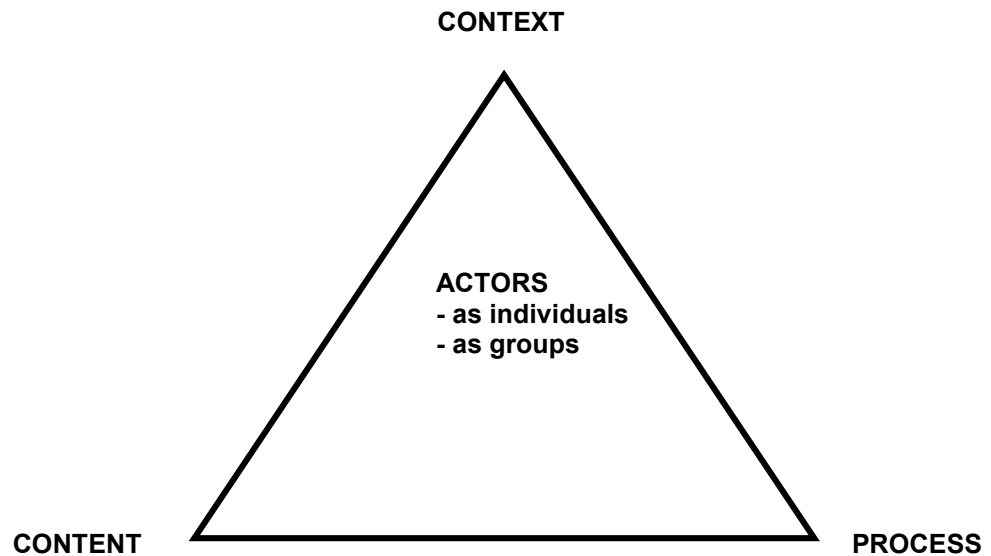 CONTEXT
ACTORS
- as individuals
- as groups
CONTENT
PROCESS